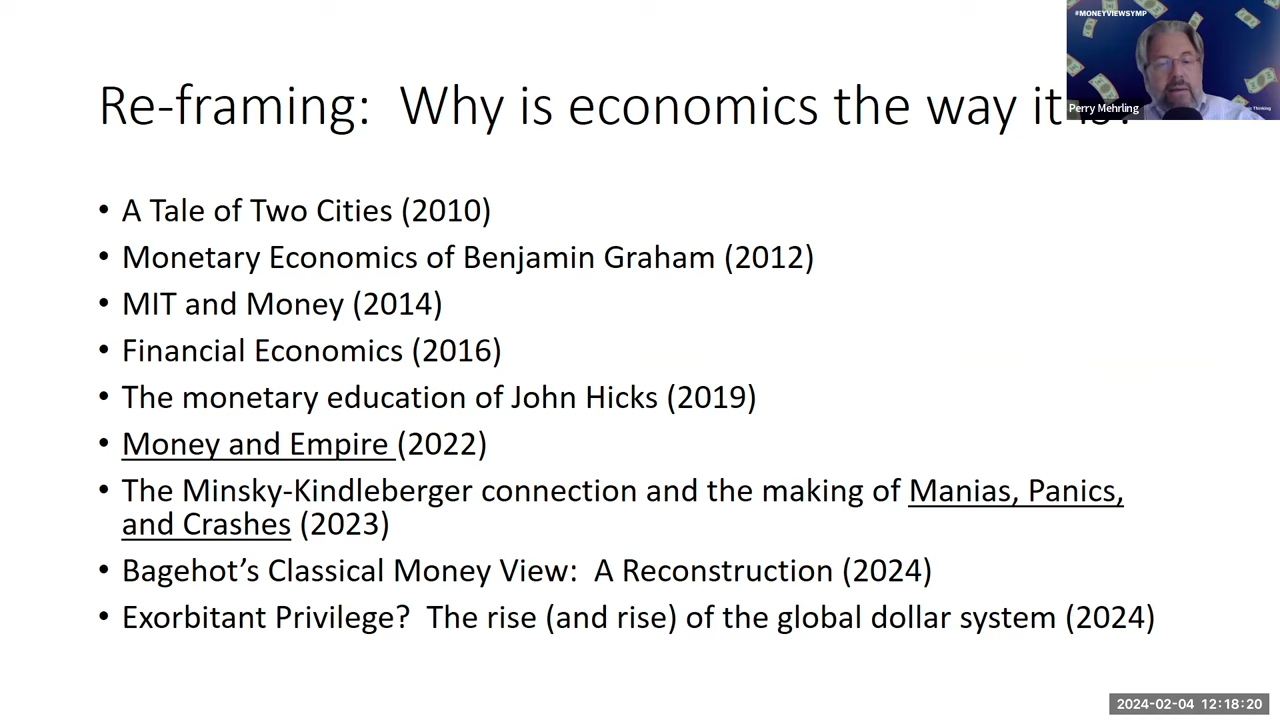 #MONEYVIEWSYMP
Re-framing: Why is economics the way it is?
Perry Mehrling
Thinking
• A Tale of Two Cities (2010)
• Monetary Economics of Benjamin Graham (2012)
• MIT and Money (2014)
• Financial Economics (2016)
• The monetary education of John Hicks (2019)
• Money and Empire (2022)
• The Minsky-Kindleberger connection and the making of Manias, Panics,
and Crashes (2023)
• Bagehot’s Classical Money View: A Reconstruction (2024)
• Exorbitant Privilege? The rise (and rise) of the global dollar system (2024)
2024-02-04 12:18:20